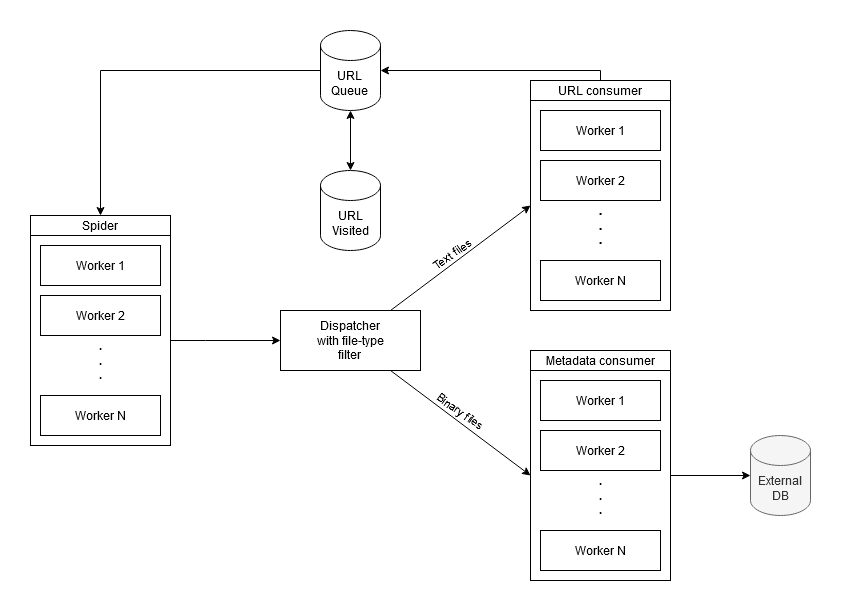 URL
Queue
URL consumer
Worker 1
Worker 2
.
.
.
Worker N
URL
Visited
Spider
Worker 1
Worker 2
.
.
.
Worker N
Text files
Dispatcher
with file-type
filter
Binary files
Metadata consumer
Worker 1
Worker 2
.
.
.
Worker N
External
DB